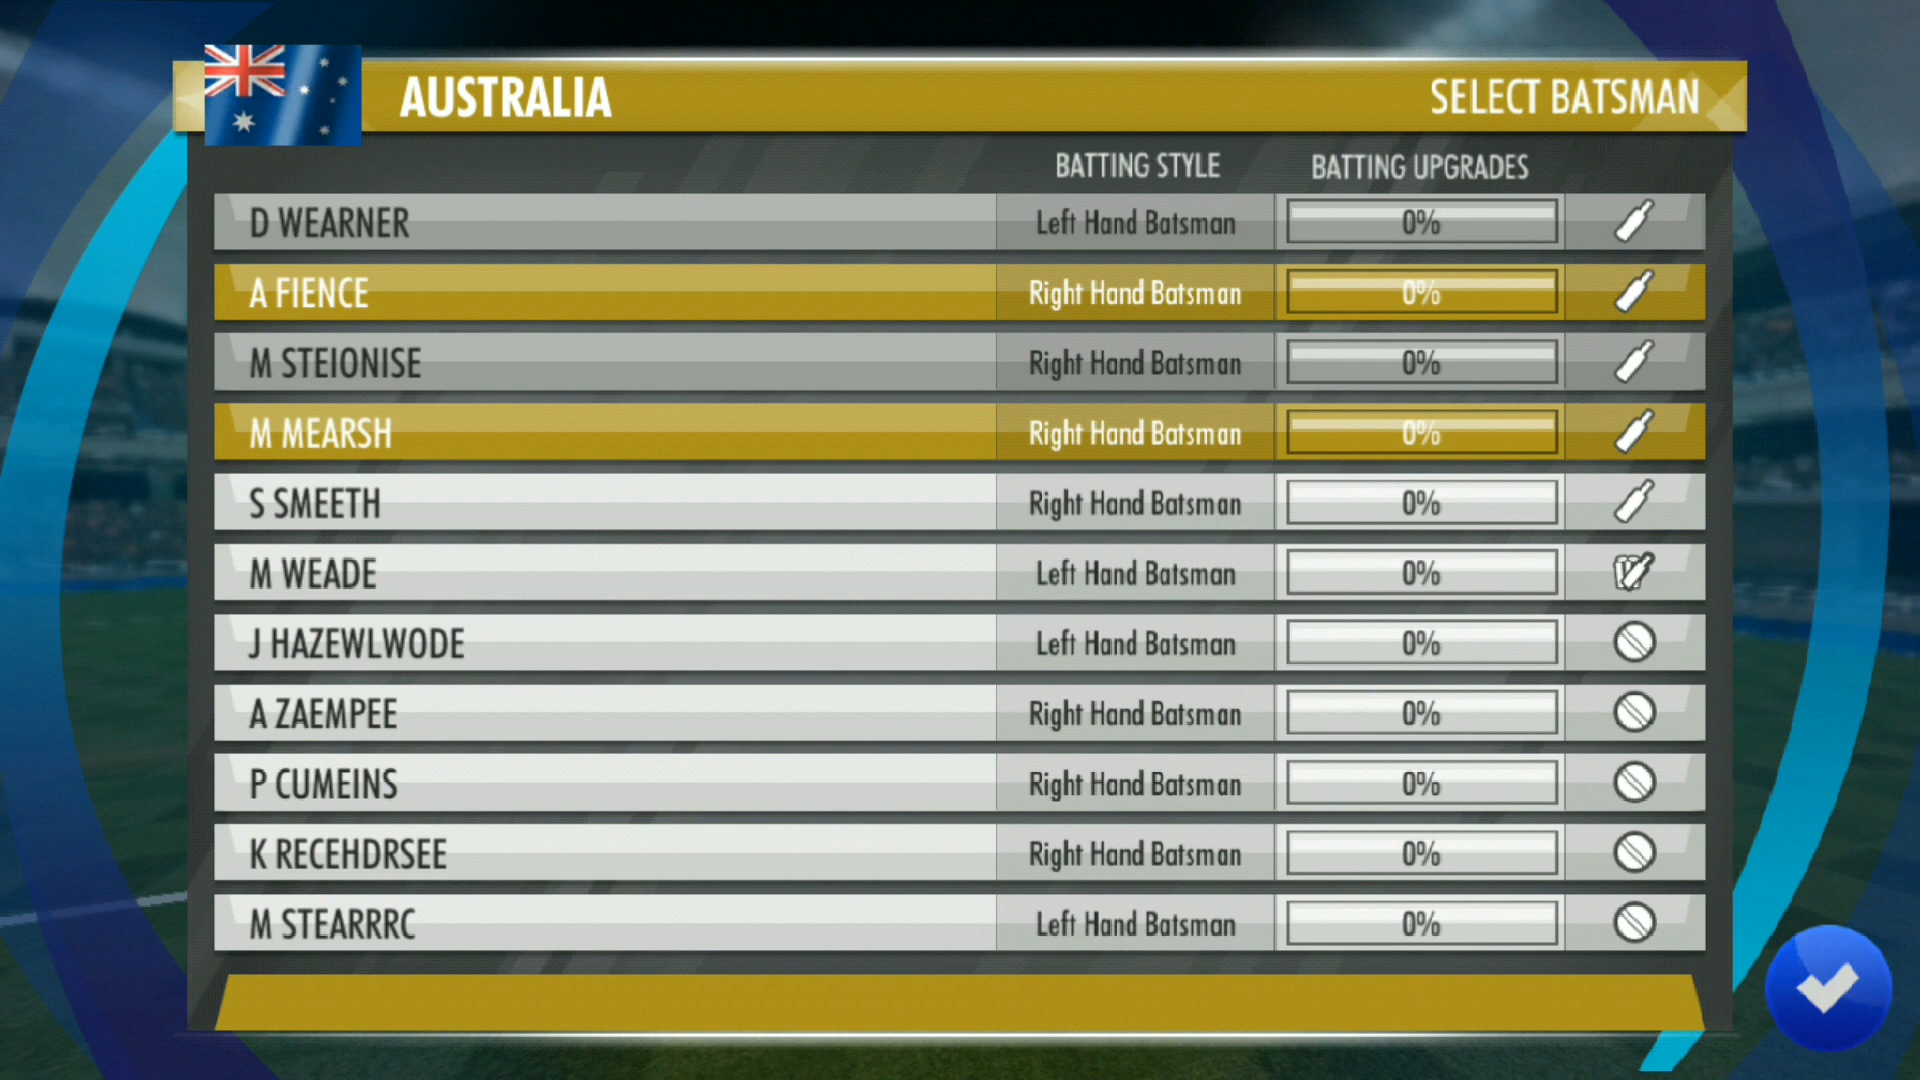 AUSTRALIA SELECT BATSMAN
BATTING STYLE BATTING UPGRADES
D WEARNER Left Hand Batsman 0%
A FIENCE Right Hand Batsman 0%
M STEIONISE Right Hand Batsman 0%
M MEARSH Right Hand Batsman 0%
S SMEETH Right Hand Batsman 0%
M WEADE Left Hand Batsman 0%
J HAZEWLWODE Left Hand Batsman 0%
A ZAEMPEE Right Hand Batsman 0%
P CUMEINS Right Hand Batsman 0%
K RECEHDRSEE Right Hand Batsman 0%
M STEARRRC Left Hand Batsman 0%